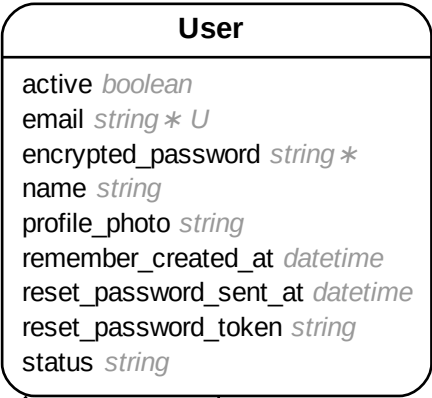 User
active boolean
email string ∗ U
encrypted_password string ∗
name string
profile_photo string
remember_created_at datetime
reset_password_sent_at datetime
reset_password_token string
status string